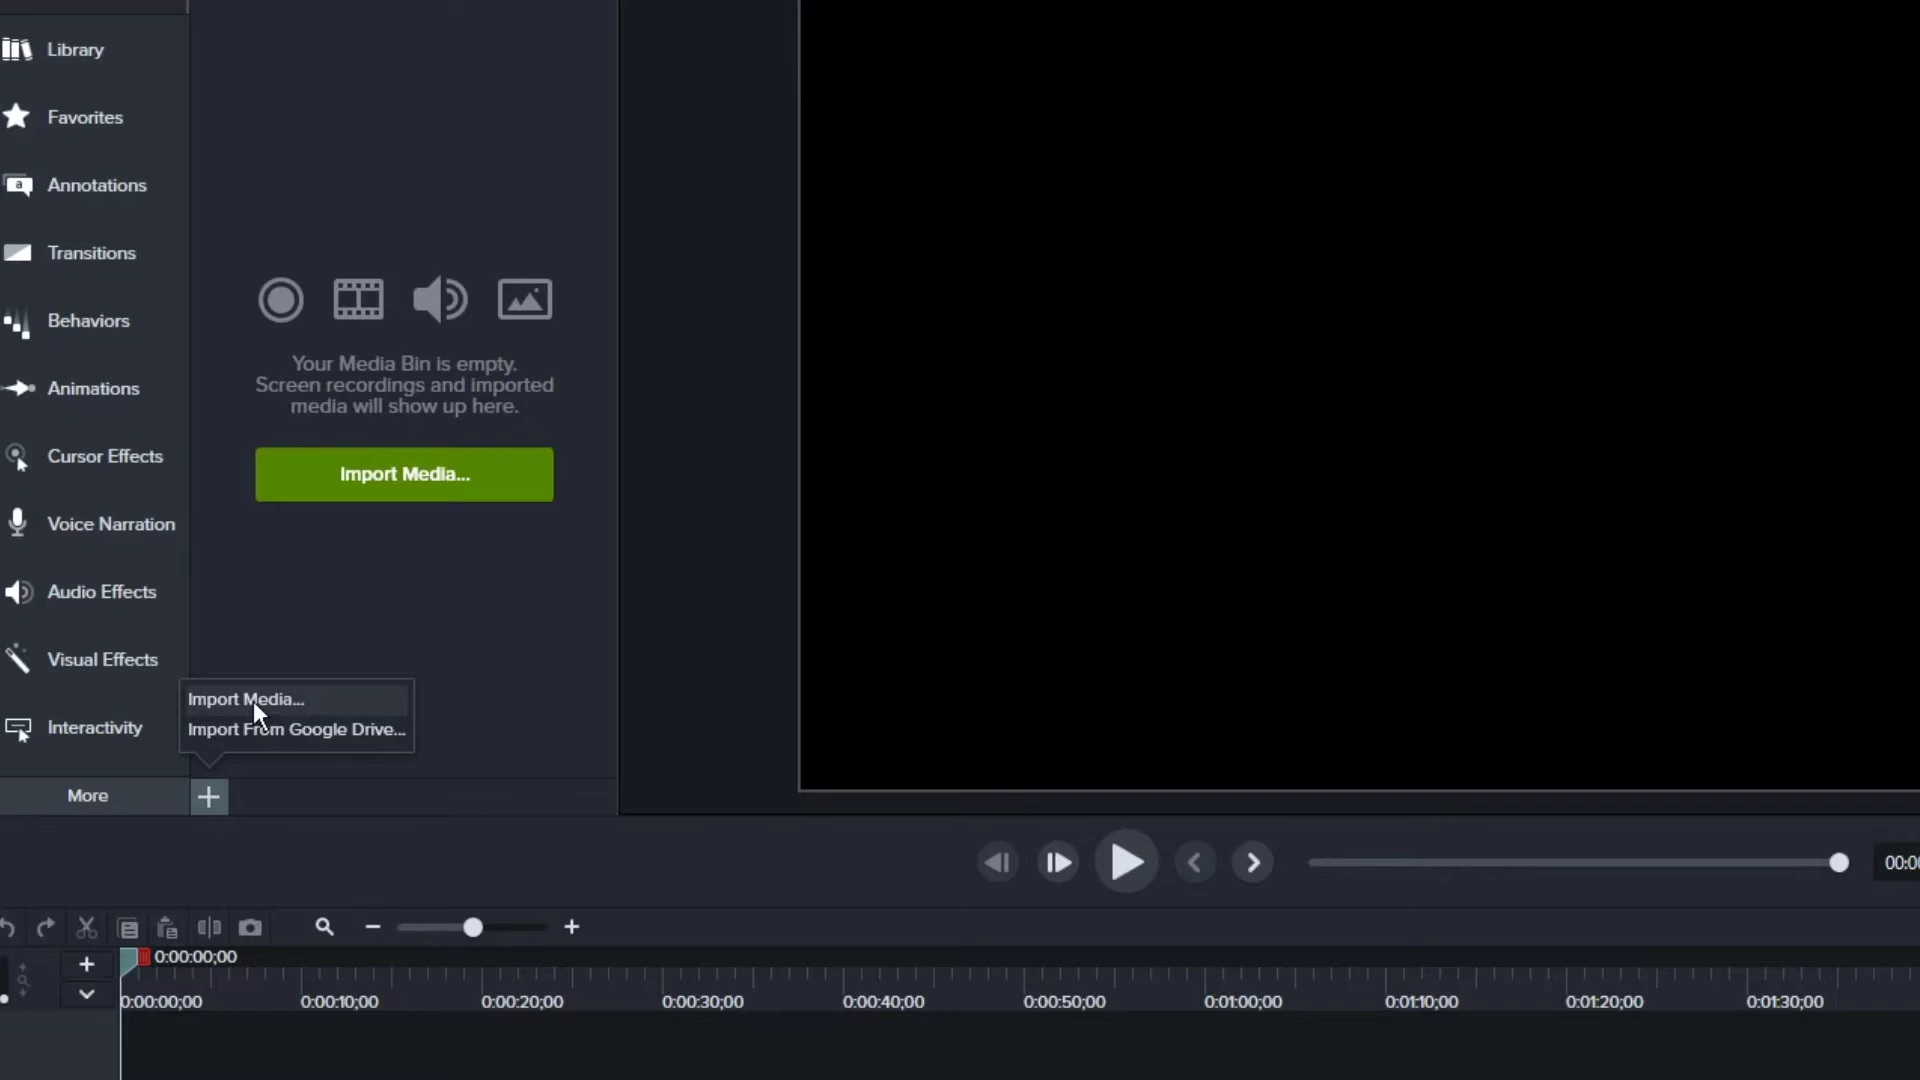 Library
Favorites
Annotations
Transitions
Behaviors
Animations
Cursor Effects
Voice Narration
Audio Effects
Visual Effects
Interactivity
More
Your Media Bin is empty.
Screen recordings and imported
media will show up here.
Import Media...
Import Media...
Import From Google Drive...
00:00
0:00:00;00
0:00:00;00 0:00:10;00 0:00:20;00 0:00:30;00 0:00:40;00 0:00:50;00 0:01:00;00 0:01:10;00 0:01:20;00 0:01:30;00